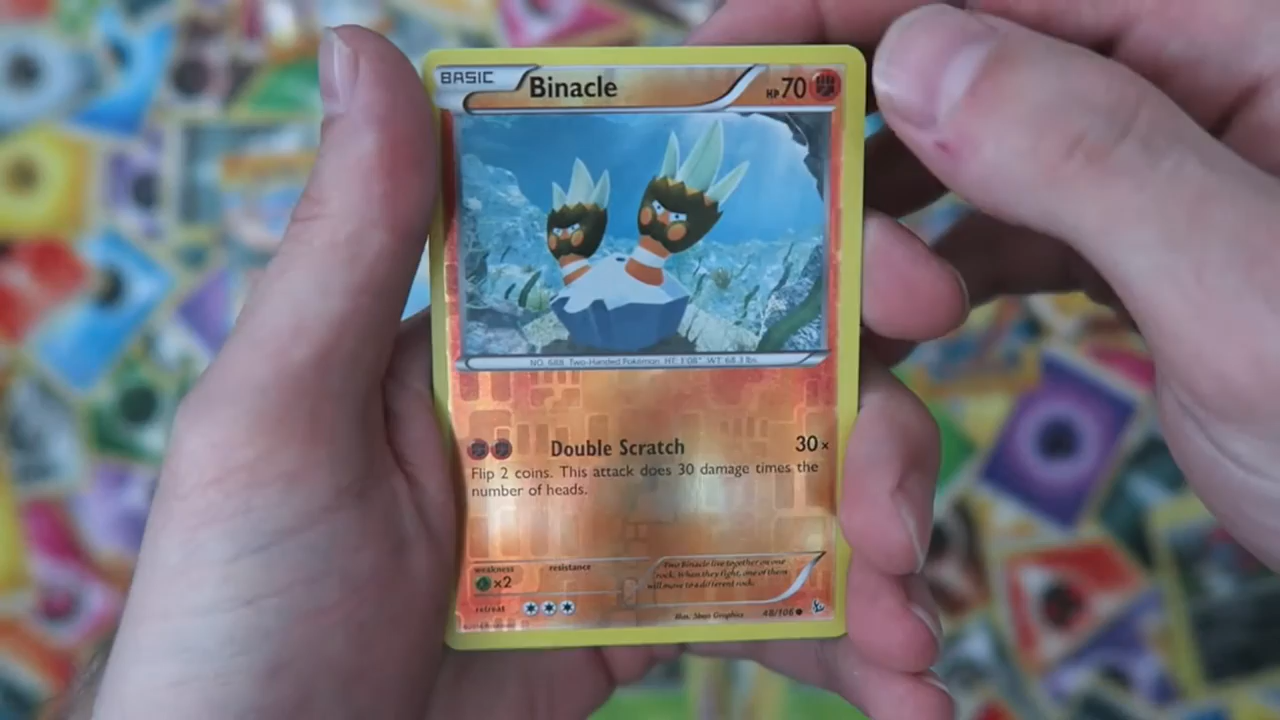 BASIC Binacle HP 70
NO. 688 Two-Handed Pokémon HT: 1'08" WT: 68.3 lbs.
Double Scratch 30×
Flip 2 coins. This attack does 30 damage times the
number of heads.
weakness resistance
×2
Two Binacle live together on one
rock. When they fight, one of them
will move to a different rock.
retreat
Illus. 5ban Graphics 48/106